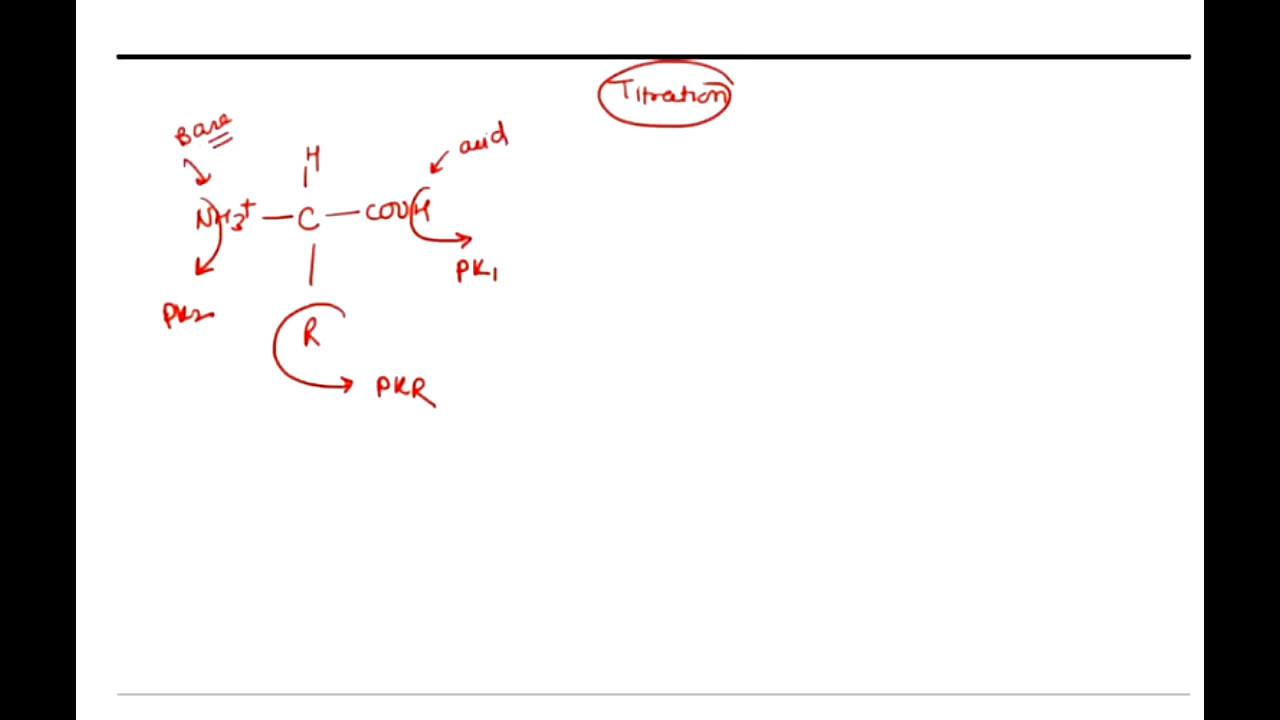 Titration
Base
acid
H
NH3+ — C — COOH
PK1
PK2
R
PKR